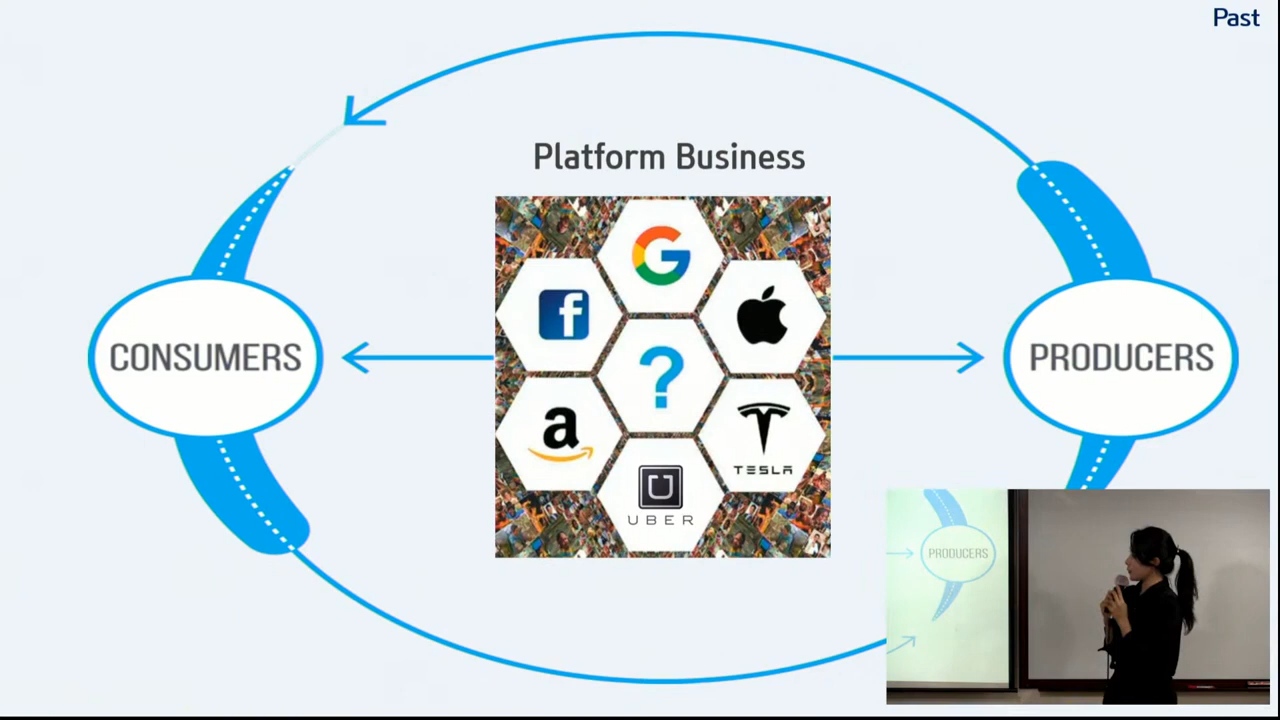 Past
Platform Business
CONSUMERS
?
PRODUCERS
a
TESLA
UBER
PRODUCERS